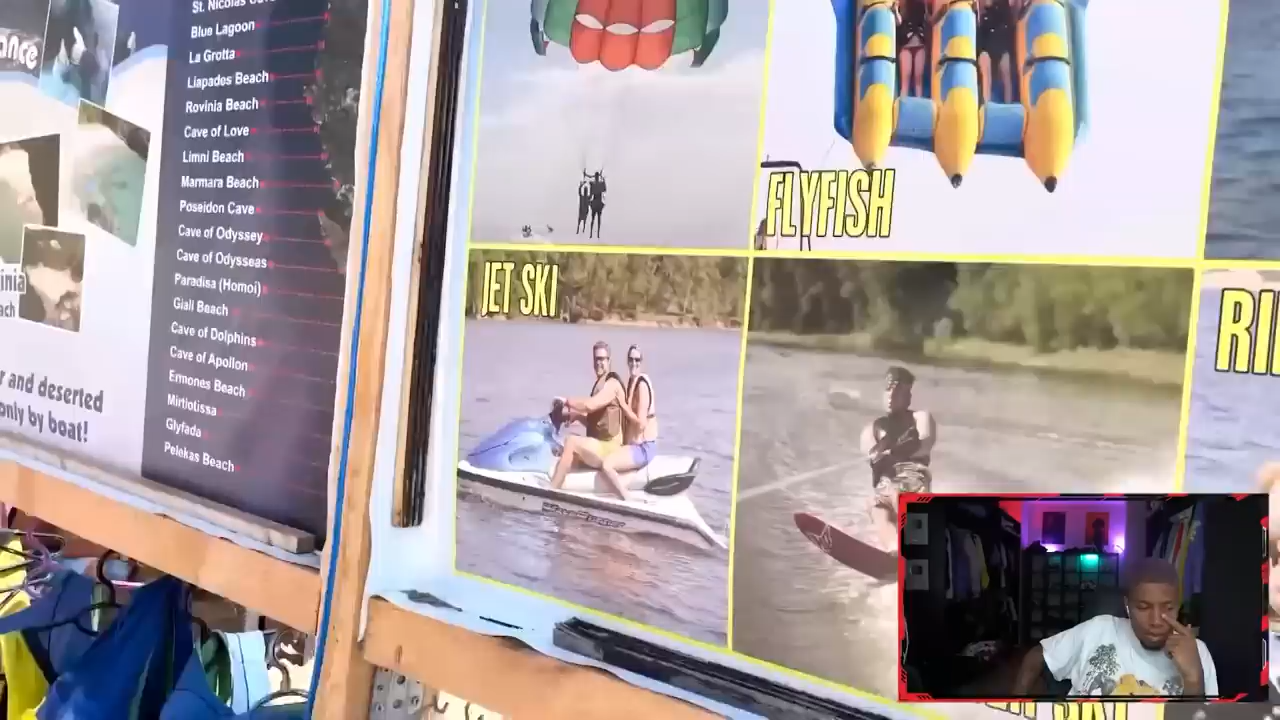 ance
St. Nicolas
Blue Lagoon
La Grotta
Liapades Beach
Rovinia Beach
Cave of Love
Limni Beach
Marmara Beach
Poseidon Cave
Cave of Odyssey
Cave of Odysseas
Paradisa (Homoi)
Giali Beach
Cave of Dolphins
Cave of Apollon
Ermones Beach
Mirtiotissa
Glyfada
Pelekas Beach
inia
ach
r and deserted
only by boat!
FLYFISH
JET SKI
RI